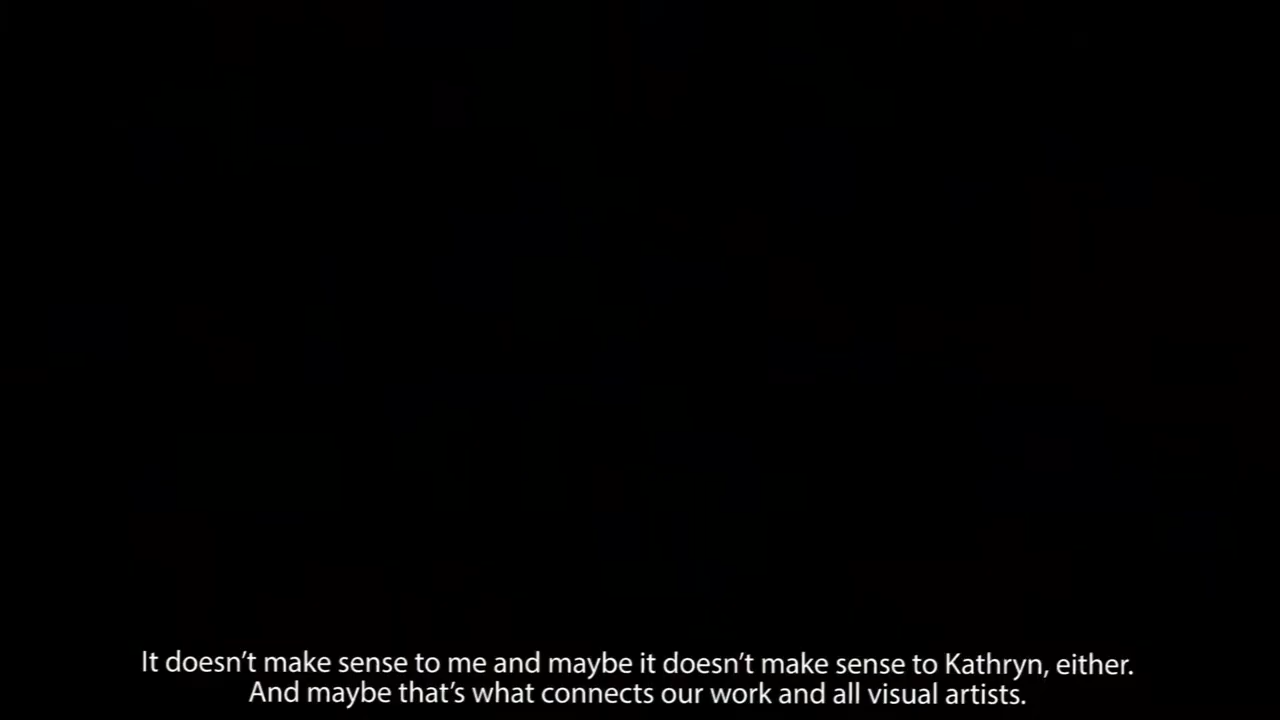 It doesn’t make sense to me and maybe it doesn’t make sense to Kathryn, either.
And maybe that’s what connects our work and all visual artists.